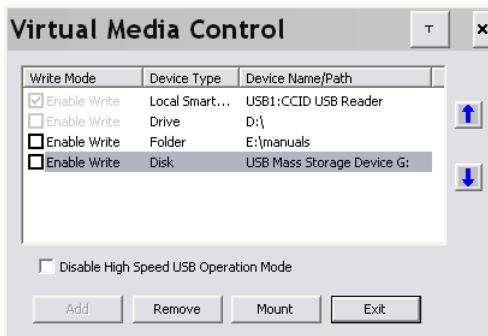 Virtual Media Control T x
Write Mode Device Type Device Name/Path
Enable Write Local Smart... USB1:CCID USB Reader
Enable Write Drive D:\
Enable Write Folder E:\manuals
Enable Write Disk USB Mass Storage Device G:
Disable High Speed USB Operation Mode
Add Remove Mount Exit